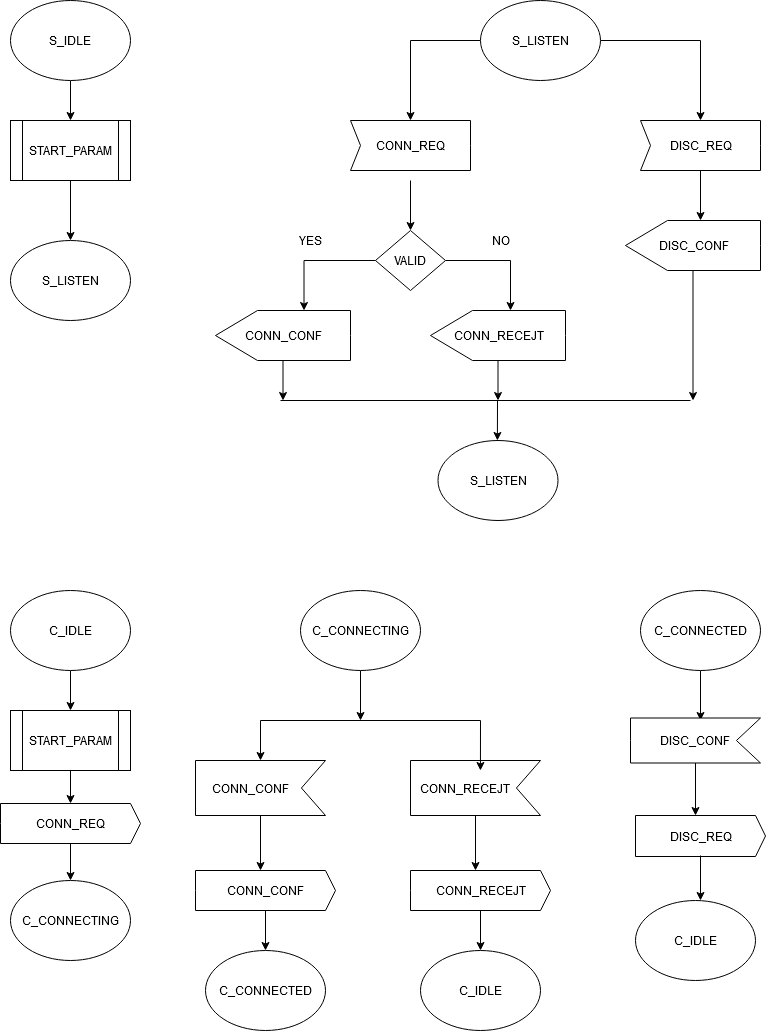 S_IDLE
START_PARAM
S_LISTEN
S_LISTEN
CONN_REQ
DISC_REQ
DISC_CONF
YES
NO
VALID
CONN_CONF
CONN_RECEJT
S_LISTEN
C_IDLE
START_PARAM
CONN_REQ
C_CONNECTING
C_CONNECTING
CONN_CONF
CONN_RECEJT
CONN_CONF
CONN_RECEJT
C_CONNECTED
C_IDLE
C_CONNECTED
DISC_CONF
DISC_REQ
C_IDLE